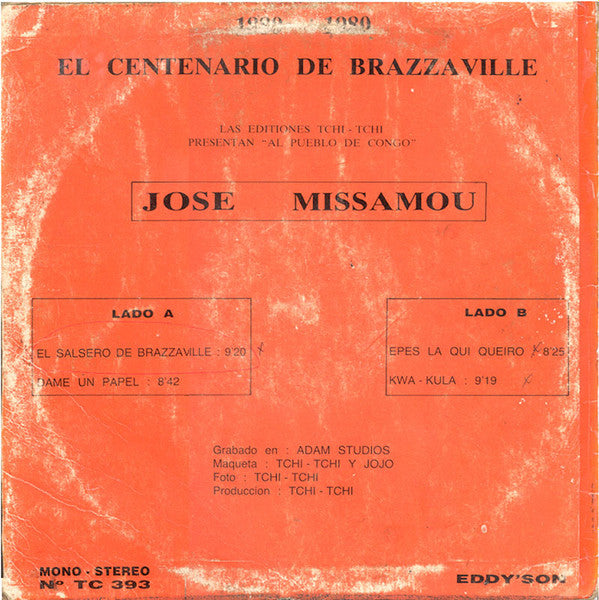 1980
EL CENTENARIO DE BRAZZAVILLE
LAS EDITIONES TCHI - TCHI
PRESENTAN "AL PUEBLO DE CONGO"
JOSE MISSAMOU
LADO A
EL SALSERO DE BRAZZAVILLE : 9'20
DAME UN PAPEL : 8'42
LADO B
EPES LA QUI QUEIRO : 8'25
KWA - KULA : 9'19
Grabado en : ADAM STUDIOS
Maqueta : TCHI - TCHI Y JOJO
Foto : TCHI - TCHI
Produccion : TCHI - TCHI
MONO - STEREO
Nº TC 393
EDDY'SON